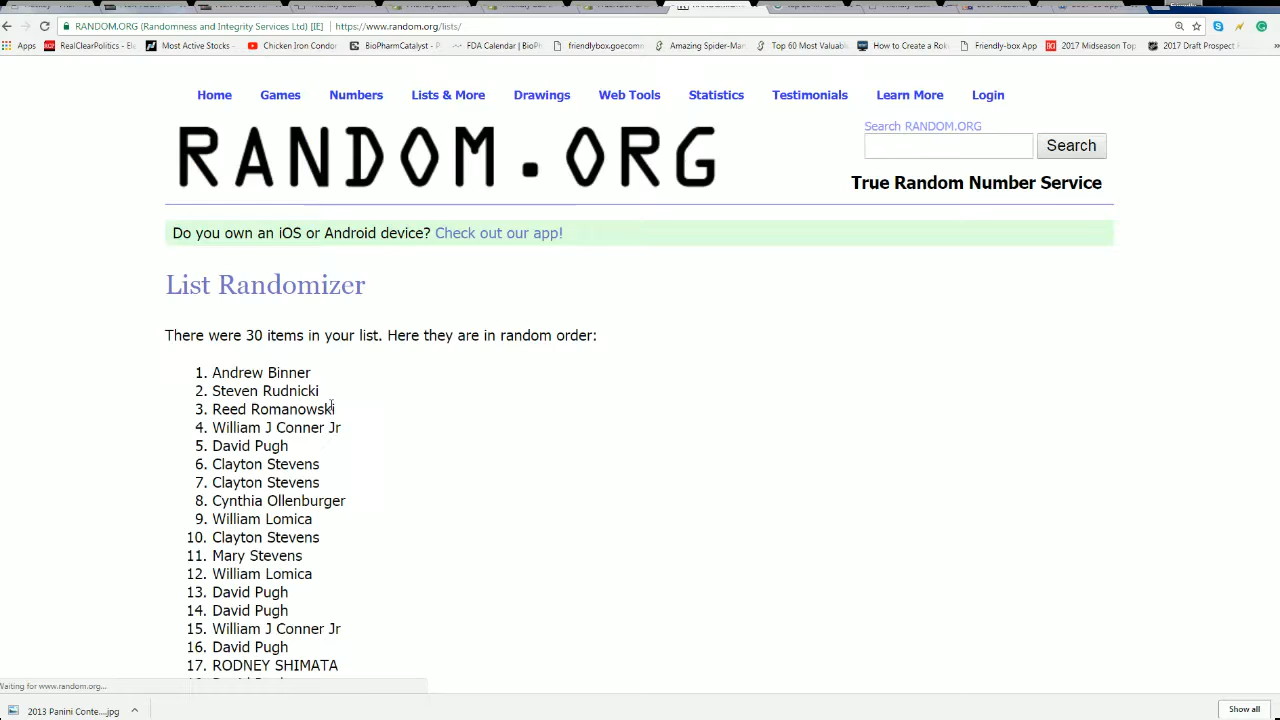 RANDOM.ORG (Randomness and Integrity Services Ltd) [IE] https://www.random.org/lists/
Apps RealClearPolitics - Ele Most Active Stocks - Chicken Iron Condor BioPharmCatalyst - P FDA Calendar | BioP friendlybox.goecomm Amazing Spider-Man Top 60 Most Valuabl How to Create a Rok Friendly-box App 2017 Midseason Top 2017 Draft Prospect F
Home Games Numbers Lists & More Drawings Web Tools Statistics Testimonials Learn More Login
RANDOM.ORG
Search RANDOM.ORG
Search
True Random Number Service
Do you own an iOS or Android device? Check out our app!
List Randomizer
There were 30 items in your list. Here they are in random order:
1. Andrew Binner
2. Steven Rudnicki
3. Reed Romanowski
4. William J Conner Jr
5. David Pugh
6. Clayton Stevens
7. Clayton Stevens
8. Cynthia Ollenburger
9. William Lomica
10. Clayton Stevens
11. Mary Stevens
12. William Lomica
13. David Pugh
14. David Pugh
15. William J Conner Jr
16. David Pugh
17. RODNEY SHIMATA
Waiting for www.random.org...
2013 Panini Conte....jpg
Show all